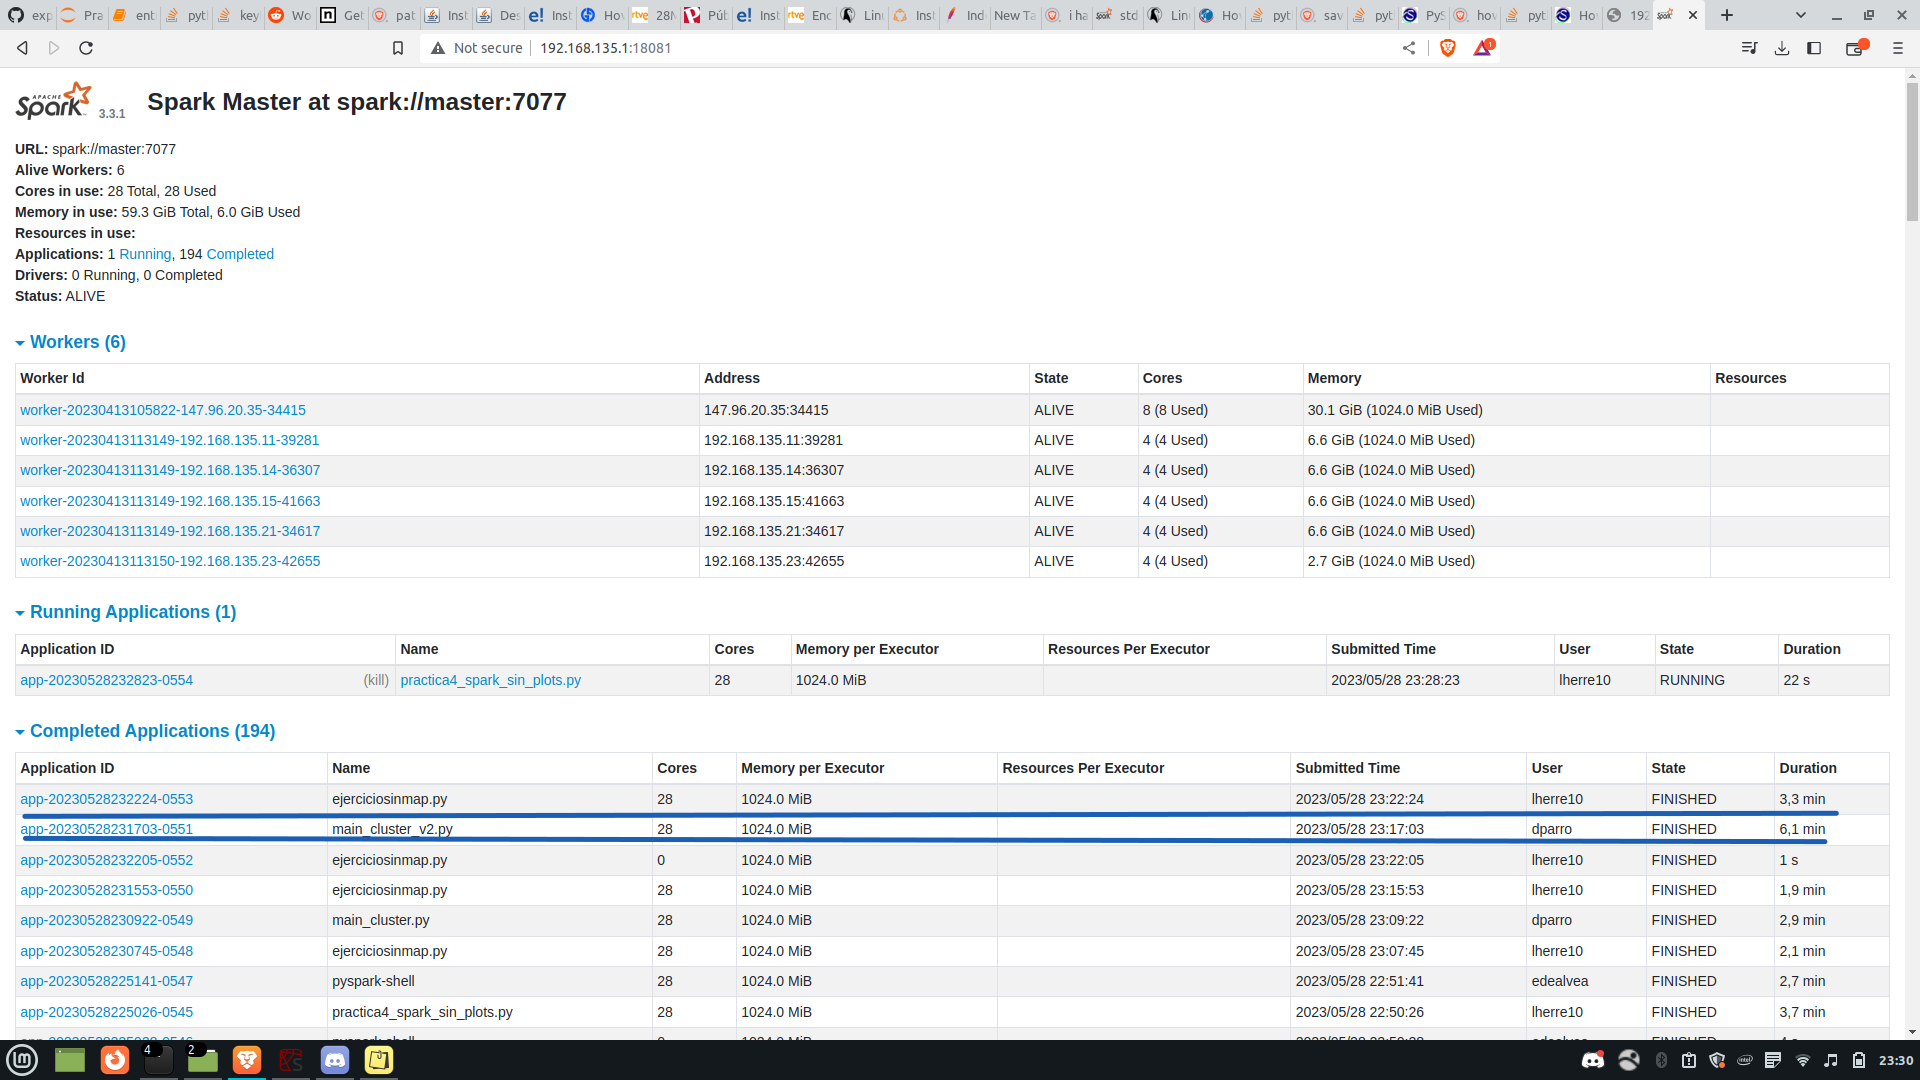 exp
Pra
ent
pyt
key
Wo
Get
pat
Inst
Des
Inst
Hov
28M
Pú
Inst
Enc
Linu
Inst
Ind
New Ta
i ha
std
Lin
Ho
pyt
sav
pyt
PyS
hov
pyt
Ho
192
Not secure 192.168.135.1:18081
1
APACHE Spark 3.3.1 Spark Master at spark://master:7077
URL: spark://master:7077
Alive Workers: 6
Cores in use: 28 Total, 28 Used
Memory in use: 59.3 GiB Total, 6.0 GiB Used
Resources in use:
Applications: 1 Running, 194 Completed
Drivers: 0 Running, 0 Completed
Status: ALIVE
Workers (6)
Worker Id Address State Cores Memory Resources
worker-20230413105822-147.96.20.35-34415 147.96.20.35:34415 ALIVE 8 (8 Used) 30.1 GiB (1024.0 MiB Used)
worker-20230413113149-192.168.135.11-39281 192.168.135.11:39281 ALIVE 4 (4 Used) 6.6 GiB (1024.0 MiB Used)
worker-20230413113149-192.168.135.14-36307 192.168.135.14:36307 ALIVE 4 (4 Used) 6.6 GiB (1024.0 MiB Used)
worker-20230413113149-192.168.135.15-41663 192.168.135.15:41663 ALIVE 4 (4 Used) 6.6 GiB (1024.0 MiB Used)
worker-20230413113149-192.168.135.21-34617 192.168.135.21:34617 ALIVE 4 (4 Used) 6.6 GiB (1024.0 MiB Used)
worker-20230413113150-192.168.135.23-42655 192.168.135.23:42655 ALIVE 4 (4 Used) 2.7 GiB (1024.0 MiB Used)
Running Applications (1)
Application ID Name Cores Memory per Executor Resources Per Executor Submitted Time User State Duration
app-20230528232823-0554 (kill) practica4_spark_sin_plots.py 28 1024.0 MiB 2023/05/28 23:28:23 lherre10 RUNNING 22 s
Completed Applications (194)
Application ID Name Cores Memory per Executor Resources Per Executor Submitted Time User State Duration
app-20230528232224-0553 ejerciciosinmap.py 28 1024.0 MiB 2023/05/28 23:22:24 lherre10 FINISHED 3,3 min
app-20230528231703-0551 main_cluster_v2.py 28 1024.0 MiB 2023/05/28 23:17:03 dparro FINISHED 6,1 min
app-20230528232205-0552 ejerciciosinmap.py 0 1024.0 MiB 2023/05/28 23:22:05 lherre10 FINISHED 1 s
app-20230528231553-0550 ejerciciosinmap.py 28 1024.0 MiB 2023/05/28 23:15:53 lherre10 FINISHED 1,9 min
app-20230528230922-0549 main_cluster.py 28 1024.0 MiB 2023/05/28 23:09:22 dparro FINISHED 2,9 min
app-20230528230745-0548 ejerciciosinmap.py 28 1024.0 MiB 2023/05/28 23:07:45 lherre10 FINISHED 2,1 min
app-20230528225141-0547 pyspark-shell 28 1024.0 MiB 2023/05/28 22:51:41 edealvea FINISHED 2,7 min
app-20230528225026-0545 practica4_spark_sin_plots.py 28 1024.0 MiB 2023/05/28 22:50:26 lherre10 FINISHED 3,7 min
4
2
23:30